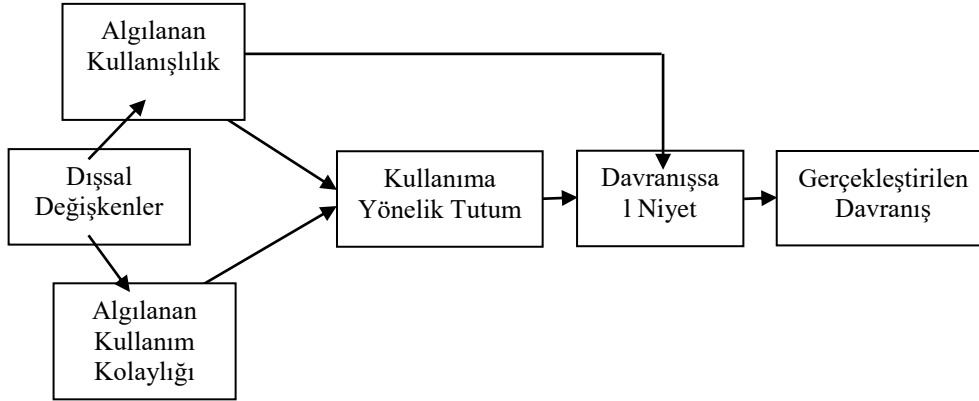 Algılanan
Kullanışlılık
Dışsal
Değişkenler
Algılanan
Kullanım
Kolaylığı
Kullanıma
Yönelik Tutum
Davranışsa
l Niyet
Gerçekleştirilen
Davranış